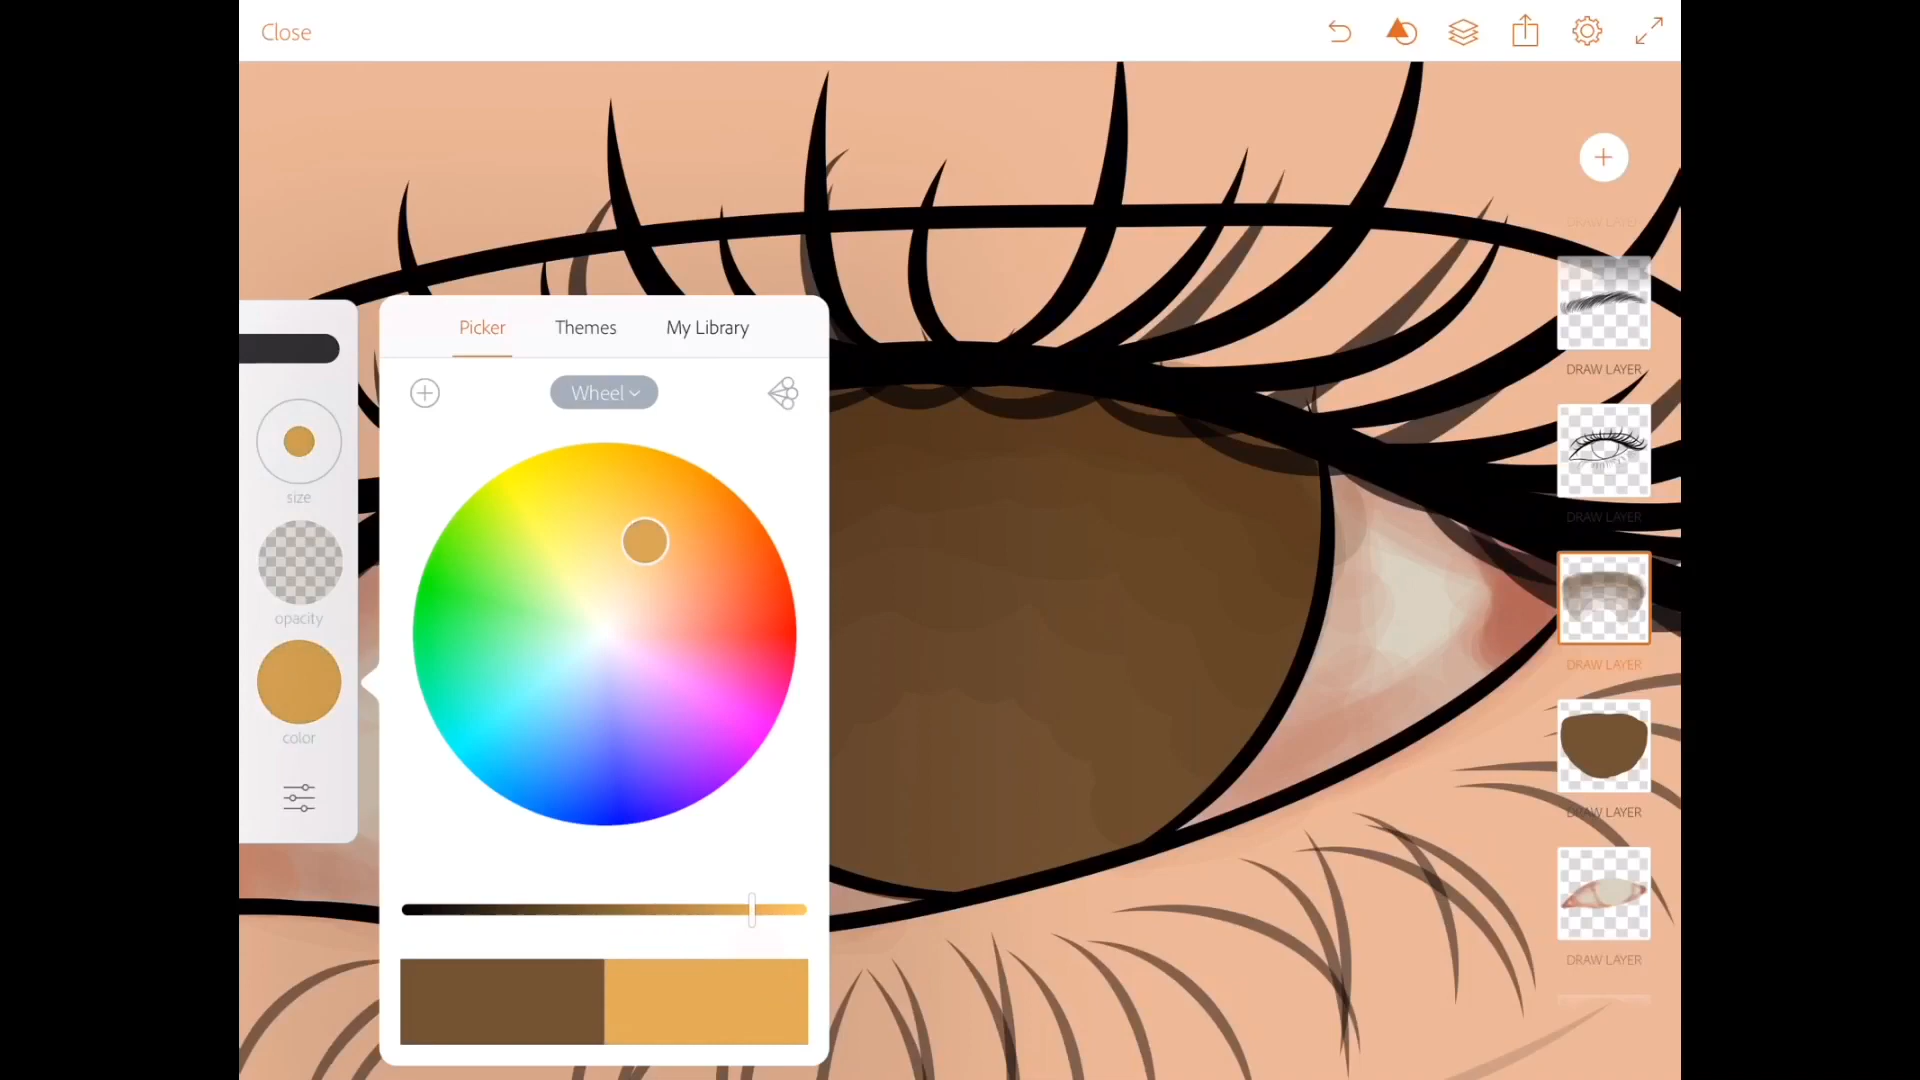 Close
DRAW LAYER
Picker
Themes
My Library
DRAW LAYER
Wheel
size
DRAW LAYER
opacity
DRAW LAYER
color
DRAW LAYER
DRAW LAYER